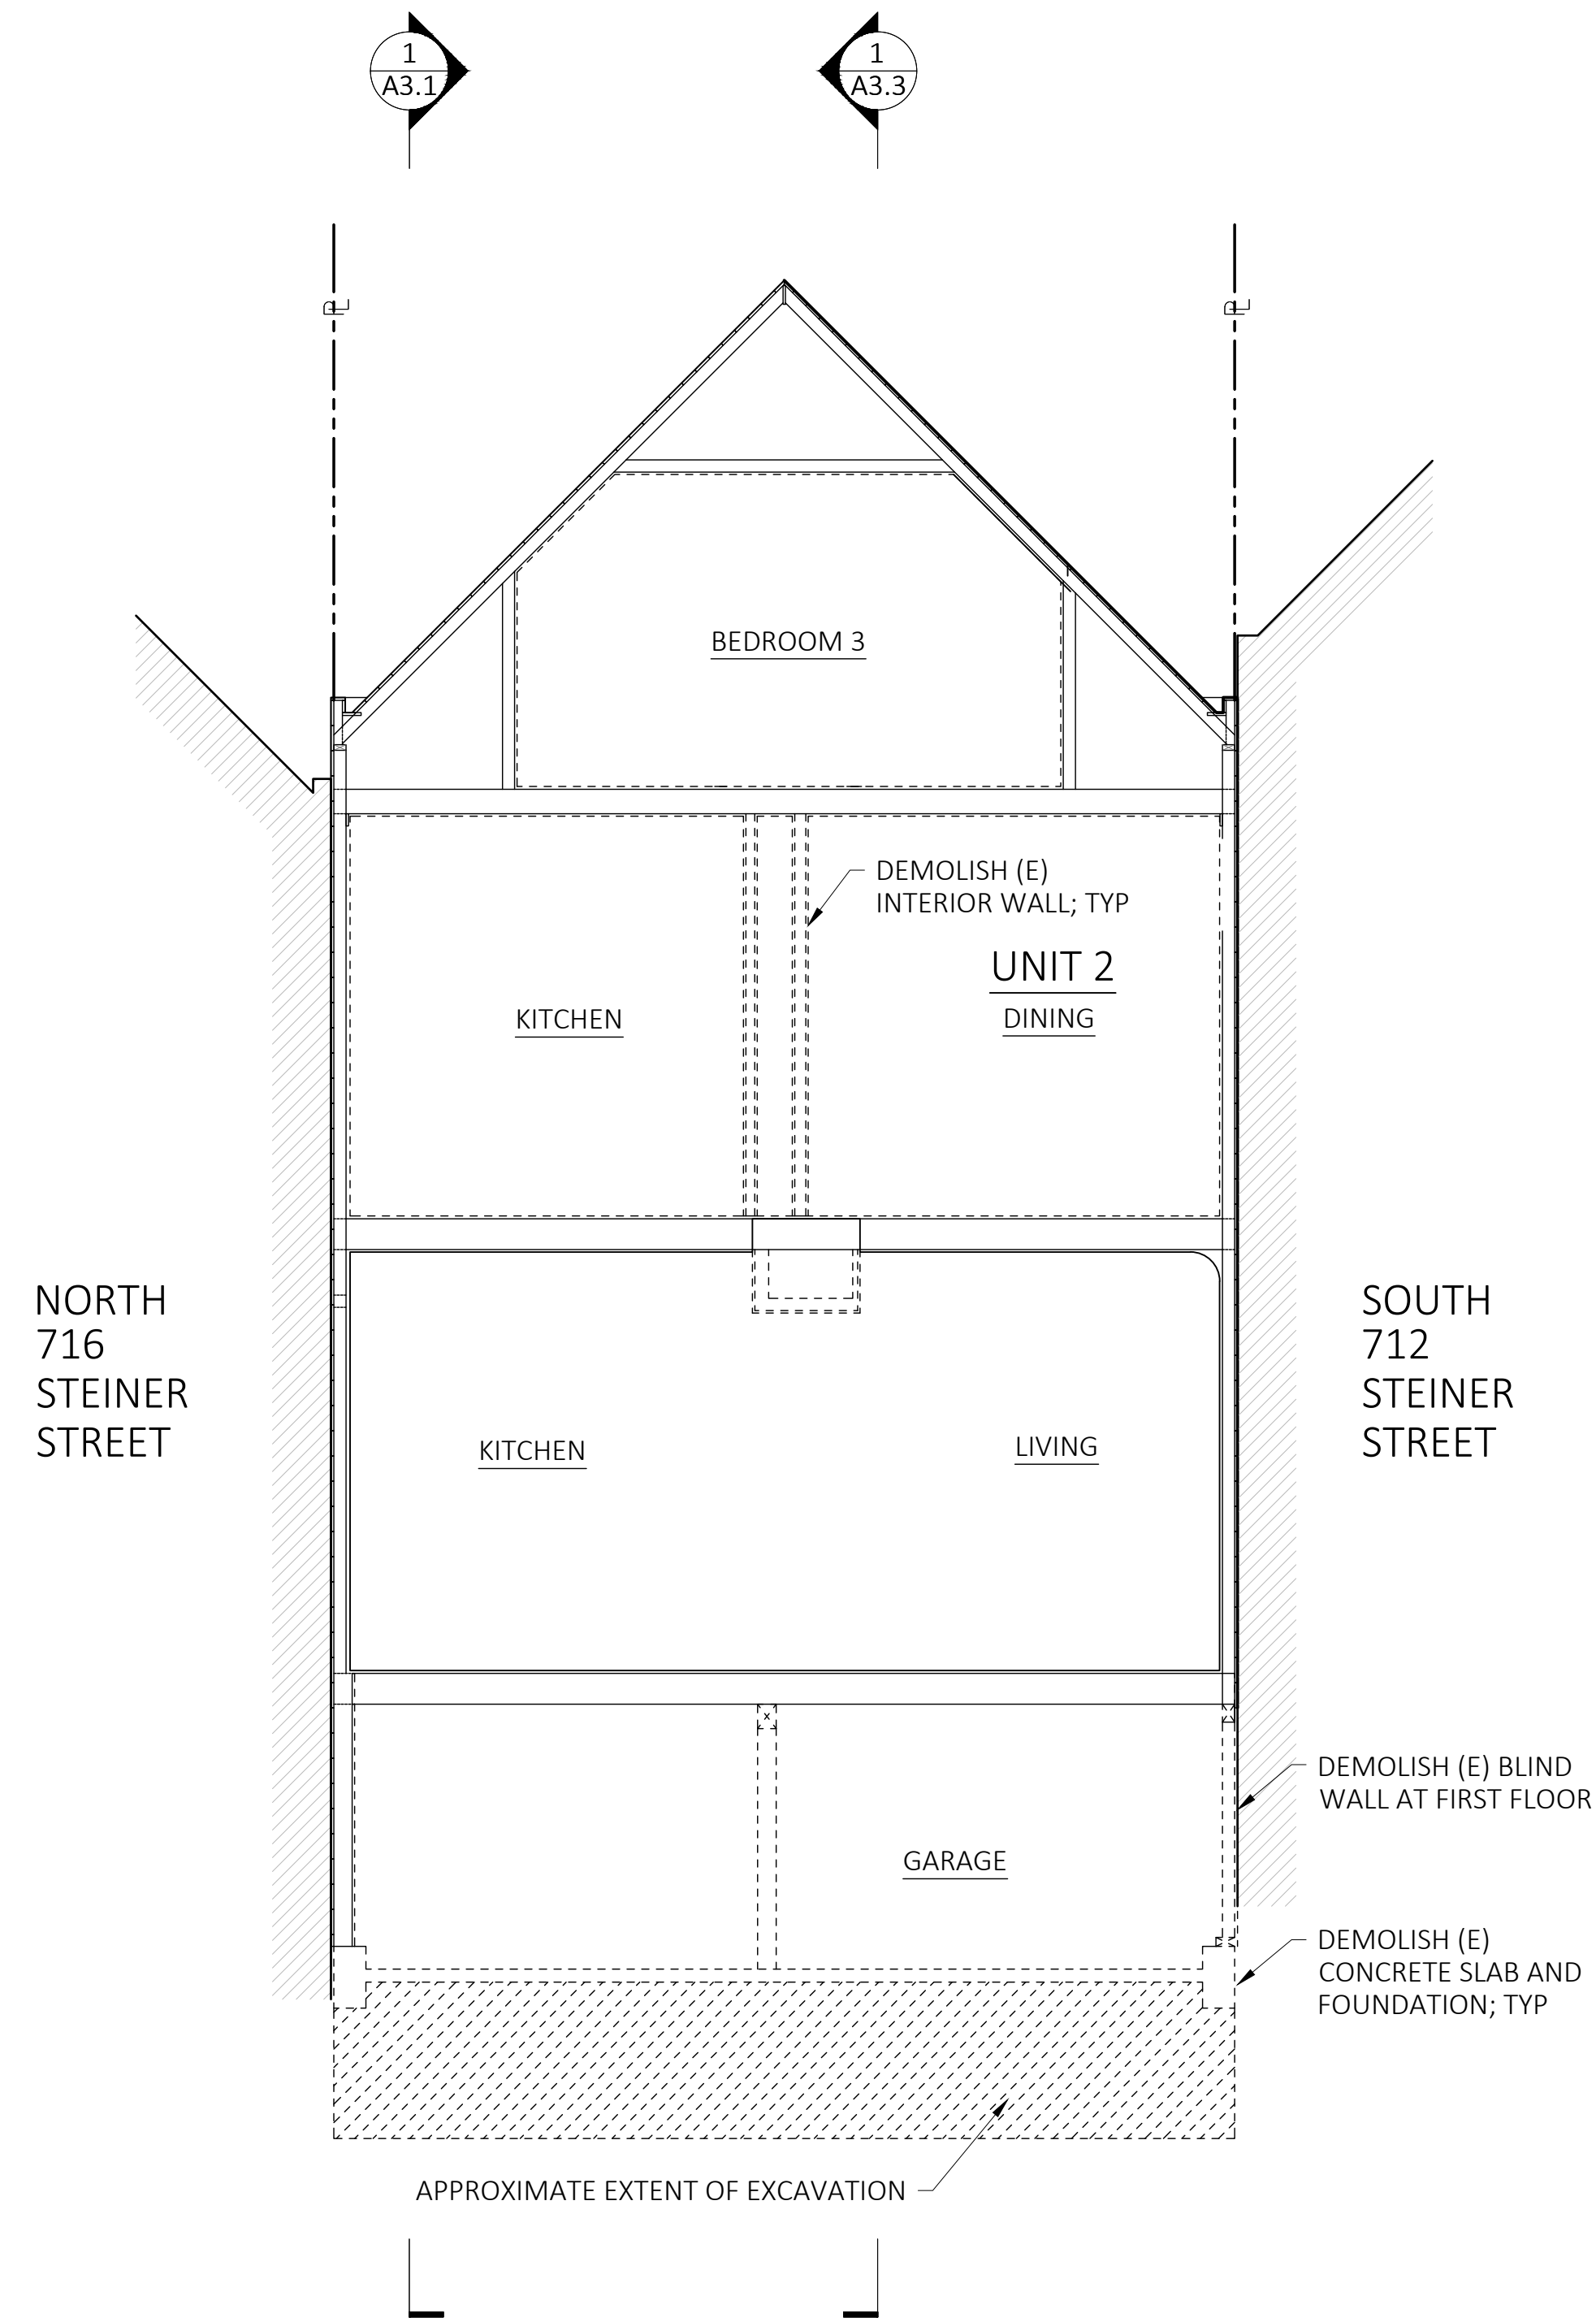 1
A3.1
1
A3.3
PL
PL
BEDROOM 3
DEMOLISH (E)
INTERIOR WALL; TYP
UNIT 2
KITCHEN
DINING
NORTH
716
STEINER
STREET
SOUTH
712
STEINER
STREET
KITCHEN
LIVING
DEMOLISH (E) BLIND
WALL AT FIRST FLOOR
GARAGE
DEMOLISH (E)
CONCRETE SLAB AND
FOUNDATION; TYP
APPROXIMATE EXTENT OF EXCAVATION